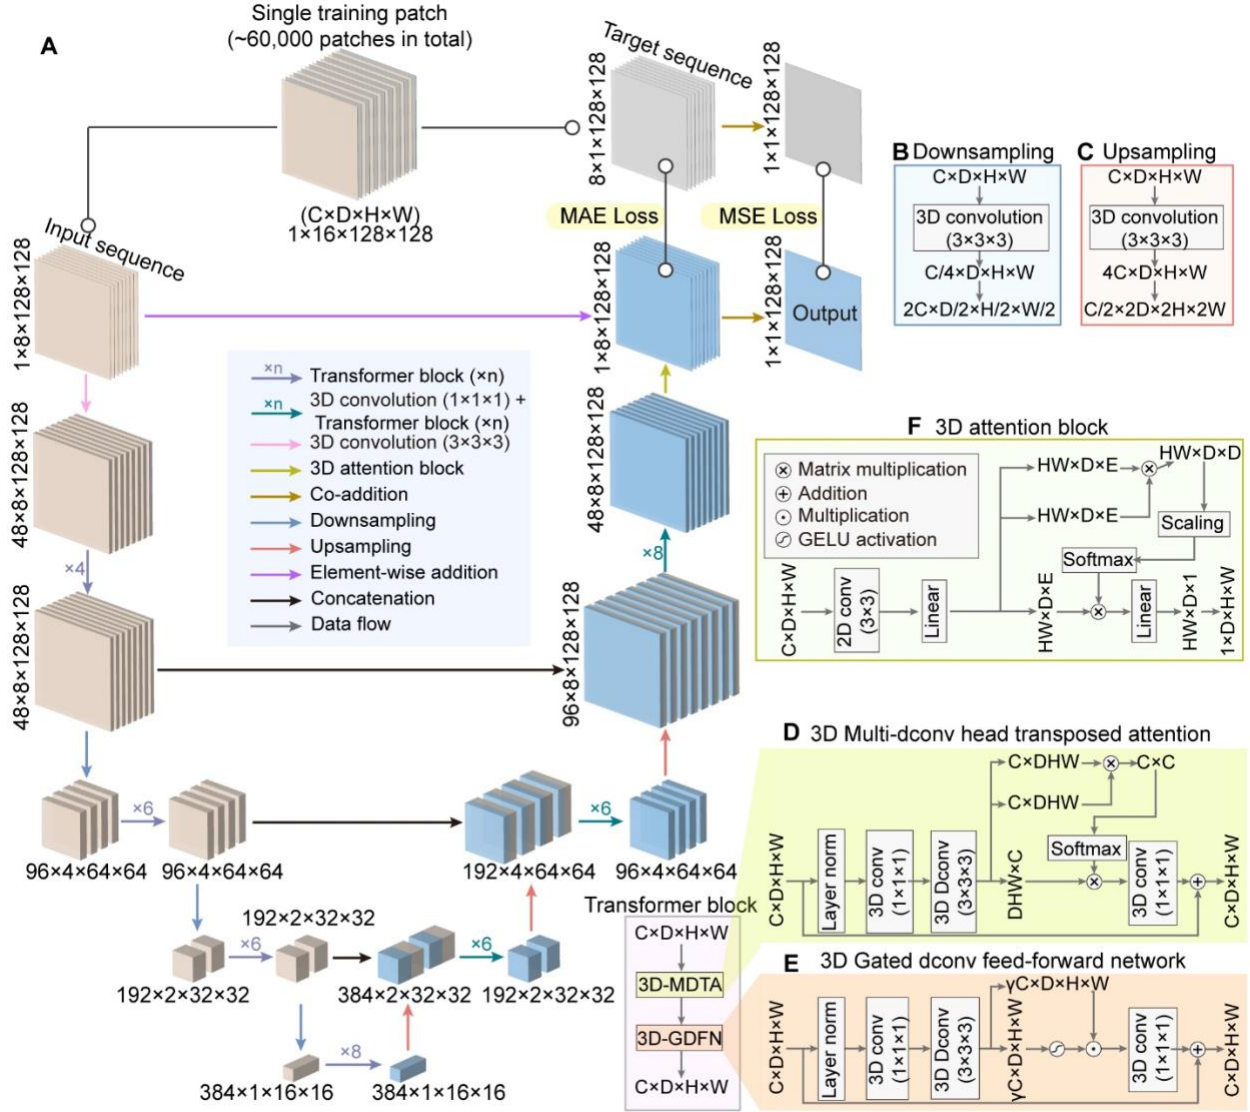 A
Single training patch
(~60,000 patches in total)
(C×D×H×W)
1×16×128×128
Target sequence
8×1×128×128
1×1×128×128
MAE Loss
MSE Loss
Input sequence
1×8×128×128
1×8×128×128
1×1×128×128
Output
×n
Transformer block (×n)
×n
3D convolution (1×1×1) +
Transformer block (×n)
3D convolution (3×3×3)
3D attention block
Co-addition
Downsampling
Upsampling
Element-wise addition
Concatenation
Data flow
48×8×128×128
48×8×128×128
×4
×8
48×8×128×128
96×8×128×128
×6
×6
96×4×64×64
96×4×64×64
192×4×64×64
96×4×64×64
192×2×32×32
×6
×6
192×2×32×32
384×2×32×32
192×2×32×32
×8
384×1×16×16
384×1×16×16
B Downsampling
C×D×H×W
3D convolution
(3×3×3)
C/4×D×H×W
2C×D/2×H/2×W/2
C Upsampling
C×D×H×W
3D convolution
(3×3×3)
4C×D×H×W
C/2×2D×2H×2W
F 3D attention block
Matrix multiplication
Addition
Multiplication
GELU activation
HW×D×E
HW×D×D
HW×D×E
Scaling
Softmax
C×D×H×W
2D conv
(3×3)
Linear
HW×D×E
Linear
HW×D×1
1×D×H×W
D 3D Multi-dconv head transposed attention
C×DHW
C×C
C×DHW
Softmax
C×D×H×W
Layer norm
3D conv
(1×1×1)
3D Dconv
(3×3×3)
DHW×C
3D conv
(1×1×1)
C×D×H×W
Transformer block
C×D×H×W
3D-MDTA
3D-GDFN
C×D×H×W
E 3D Gated dconv feed-forward network
γC×D×H×W
C×D×H×W
Layer norm
3D conv
(1×1×1)
3D Dconv
(3×3×3)
γC×D×H×W
3D conv
(1×1×1)
C×D×H×W